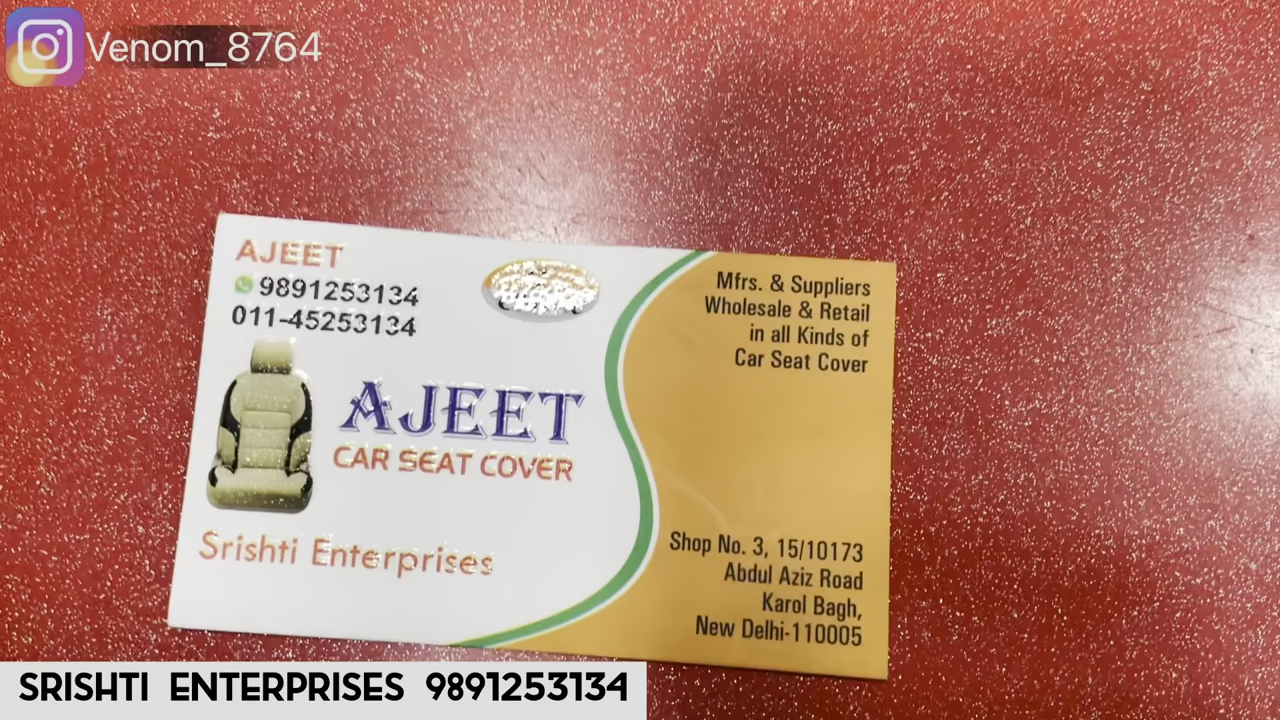 Venom_8764
AJEET
9891253134
011-45253134
AJEET
CAR SEAT COVER
Srishti Enterprises
Mfrs. & Suppliers
Wholesale & Retail
in all Kinds of
Car Seat Cover
Shop No. 3, 15/10173
Abdul Aziz Road
Karol Bagh,
New Delhi-110005
SRISHTI ENTERPRISES 9891253134